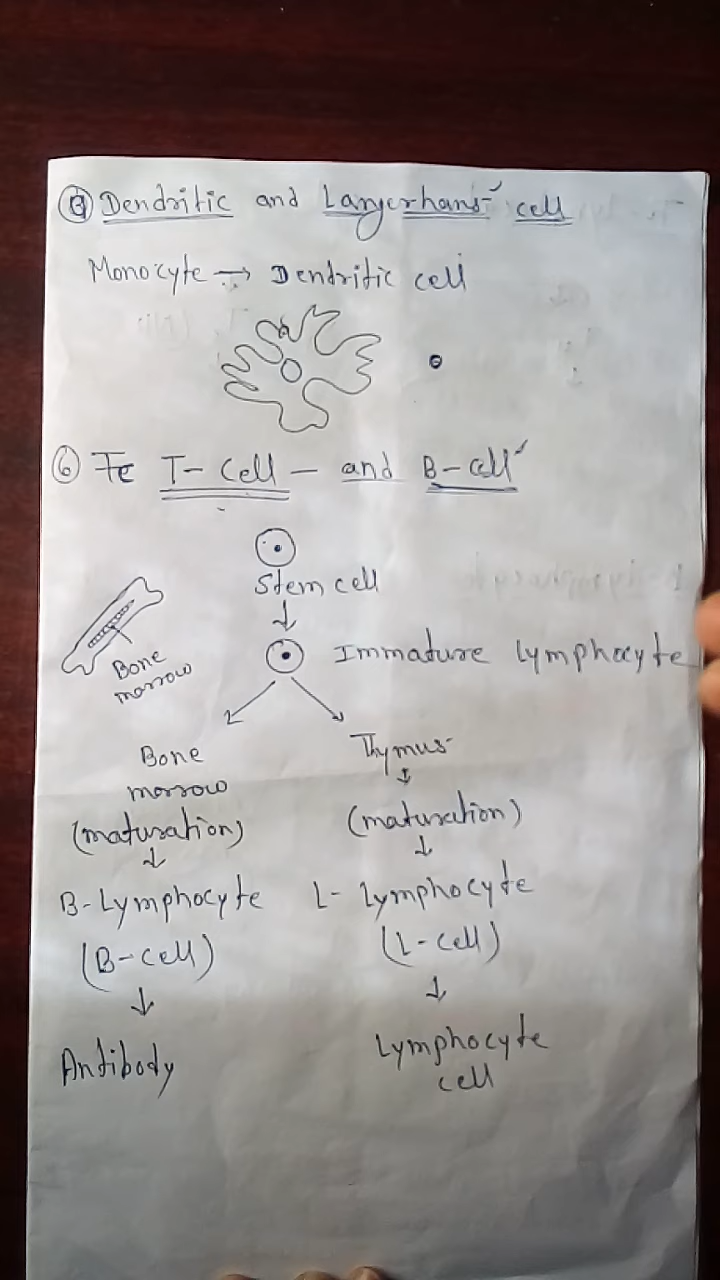 Dendritic and Langerhans' cell
Monocyte → Dendritic cell
⑥ Fe T- Cell - and B-cell
Stem cell
↓
Immature lymphocyte
Bone
marrow
Bone
marrow
(maturation)
↓
B-Lymphocyte
(B-cell)
↓
Antibody
Thymus
↓
(maturation)
↓
L- Lymphocyte
(L-cell)
↓
Lymphocyte
cell